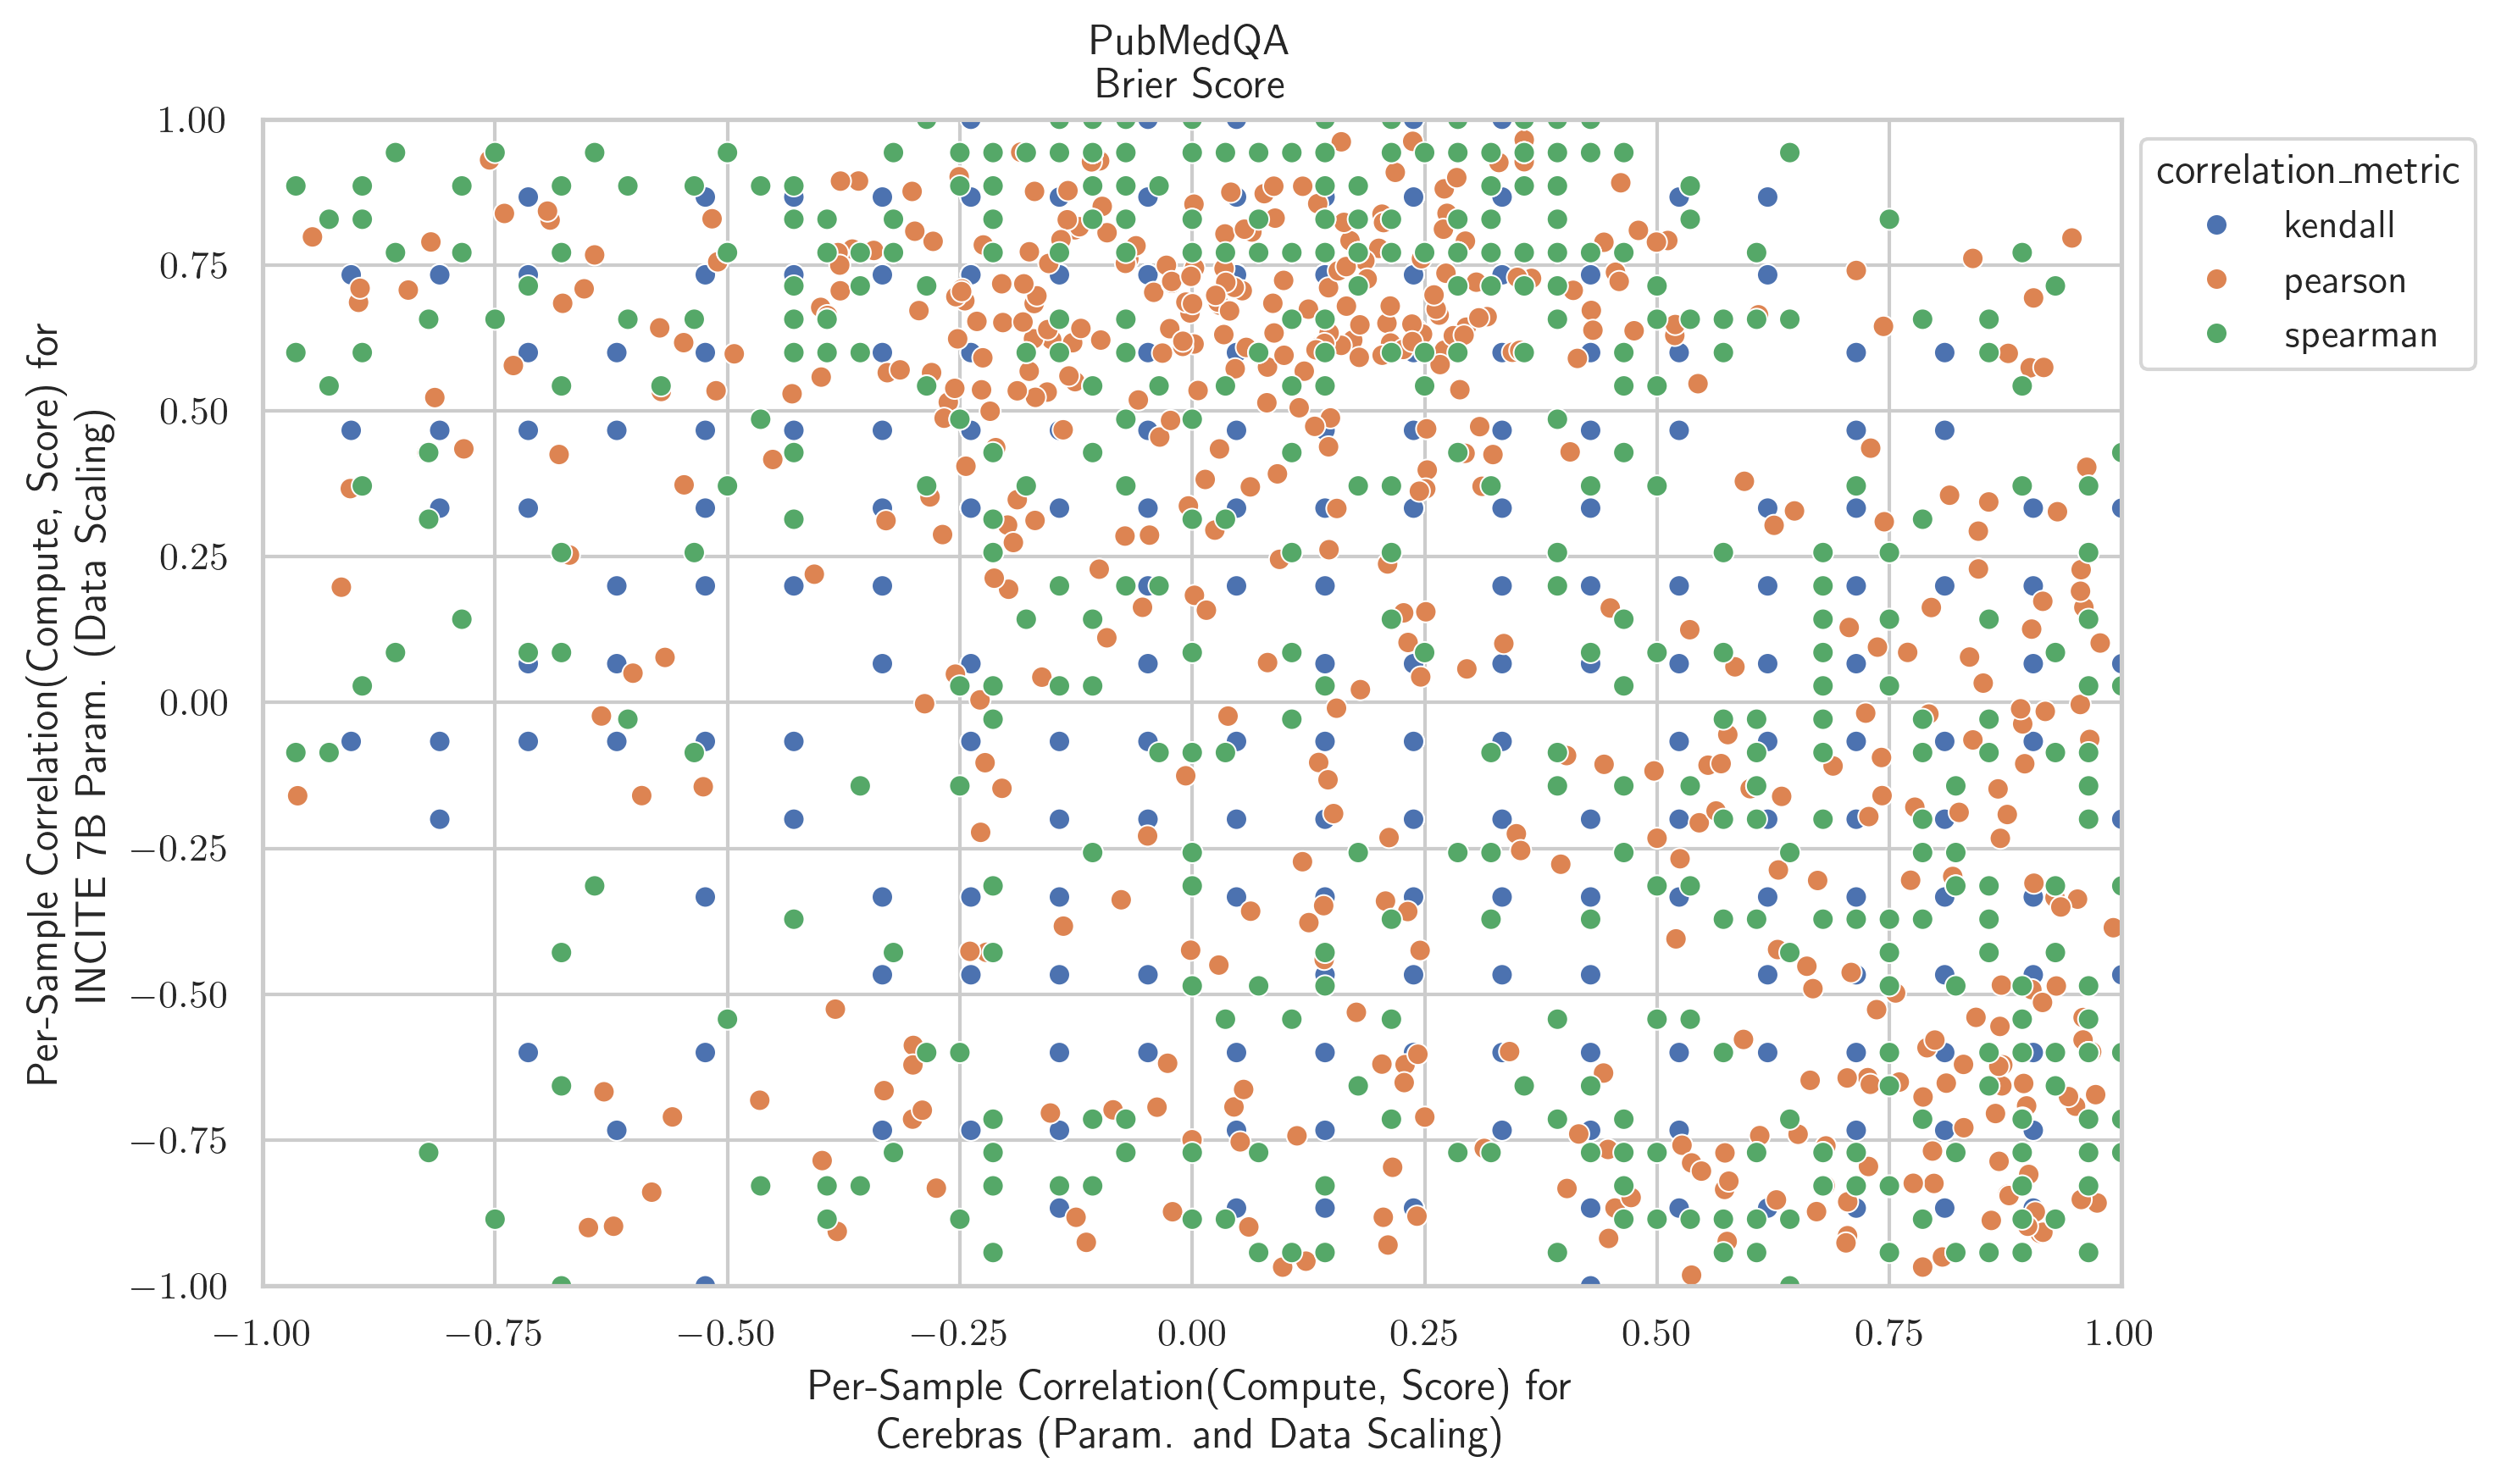 PubMedQA
Brier Score
Per-Sample Correlation(Compute, Score) for
INCITE 7B Param. (Data Scaling)
1.00
0.75
0.50
0.25
0.00
−0.25
−0.50
−0.75
−1.00
−1.00 −0.75 −0.50 −0.25 0.00 0.25 0.50 0.75 1.00
Per-Sample Correlation(Compute, Score) for
Cerebras (Param. and Data Scaling)
correlation_metric
kendall
pearson
spearman